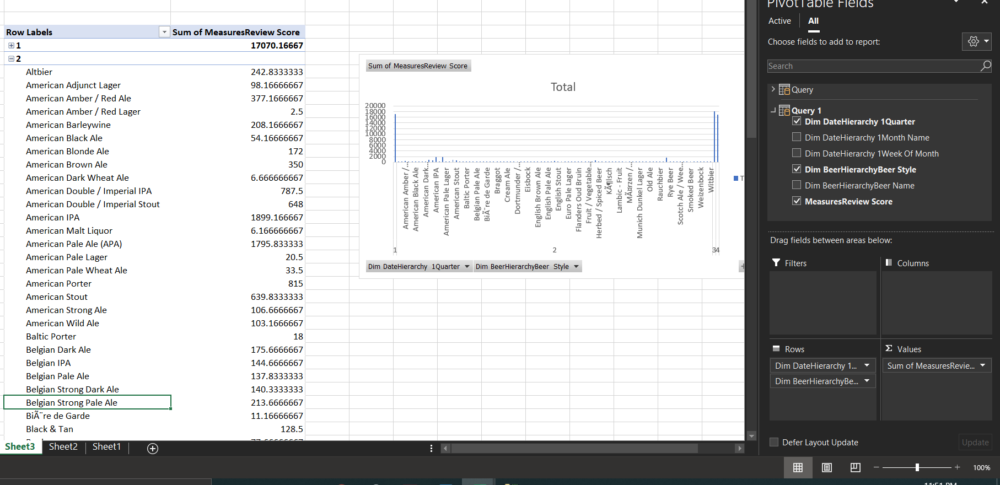 PivotTable Fields
Active
All
Choose fields to add to report:
Search
Query
Query 1
Dim DateHierarchy 1Quarter
Dim DateHierarchy 1Month Name
Dim DateHierarchy 1Week Of Month
Dim BeerHierarchyBeer Style
Dim BeerHierarchyBeer Name
MeasuresReview Score
Drag fields between areas below:
Filters
Columns
Rows
Values
Dim DateHierarchy 1...
Sum of MeasuresRevie...
Dim BeerHierarchyBe...
Defer Layout Update
Update
Row Labels Sum of MeasuresReview Score
1 17070.16667
2
Altbier 242.8333333
American Adjunct Lager 98.16666667
American Amber / Red Ale 377.1666667
American Amber / Red Lager 2.5
American Barleywine 208.1666667
American Black Ale 54.16666667
American Blonde Ale 172
American Brown Ale 350
American Dark Wheat Ale 6.666666667
American Double / Imperial IPA 787.5
American Double / Imperial Stout 648
American IPA 1899.166667
American Malt Liquor 6.166666667
American Pale Ale (APA) 1795.833333
American Pale Lager 20.5
American Pale Wheat Ale 33.5
American Porter 815
American Stout 639.8333333
American Strong Ale 106.6666667
American Wild Ale 103.1666667
Baltic Porter 18
Belgian Dark Ale 175.6666667
Belgian IPA 144.6666667
Belgian Pale Ale 137.8333333
Belgian Strong Dark Ale 140.3333333
Belgian Strong Pale Ale 213.6666667
BiÃ¨re de Garde 11.16666667
Black & Tan 128.5
Sum of MeasuresReview Score
Total
20000
18000
16000
14000
12000
10000
8000
6000
4000
2000
0
American Amber /...
American Black Ale
American Dark...
American IPA
American Pale Lager
American Stout
Baltic Porter
Belgian Pale Ale
BiÃ¨re de Garde
Braggot
Cream Ale
Dortmunder /...
Eisbock
English Brown Ale
English Pale Ale
English Stout
Euro Pale Lager
Flanders Oud Bruin
Fruit / Vegetable...
Herbed / Spiced Beer
KÃ¶lsch
Lambic - Fruit
MÃ¤rzen /...
Munich Dunkel Lager
Old Ale
Rauchbier
Rye Beer
Scotch Ale / Wee...
Smoked Beer
Weizenbock
Witbier
1
2
3
4
T
Dim DateHierarchy 1Quarter
Dim BeerHierarchyBeer Style
Sheet3
Sheet2
Sheet1
100%
11:51 PM